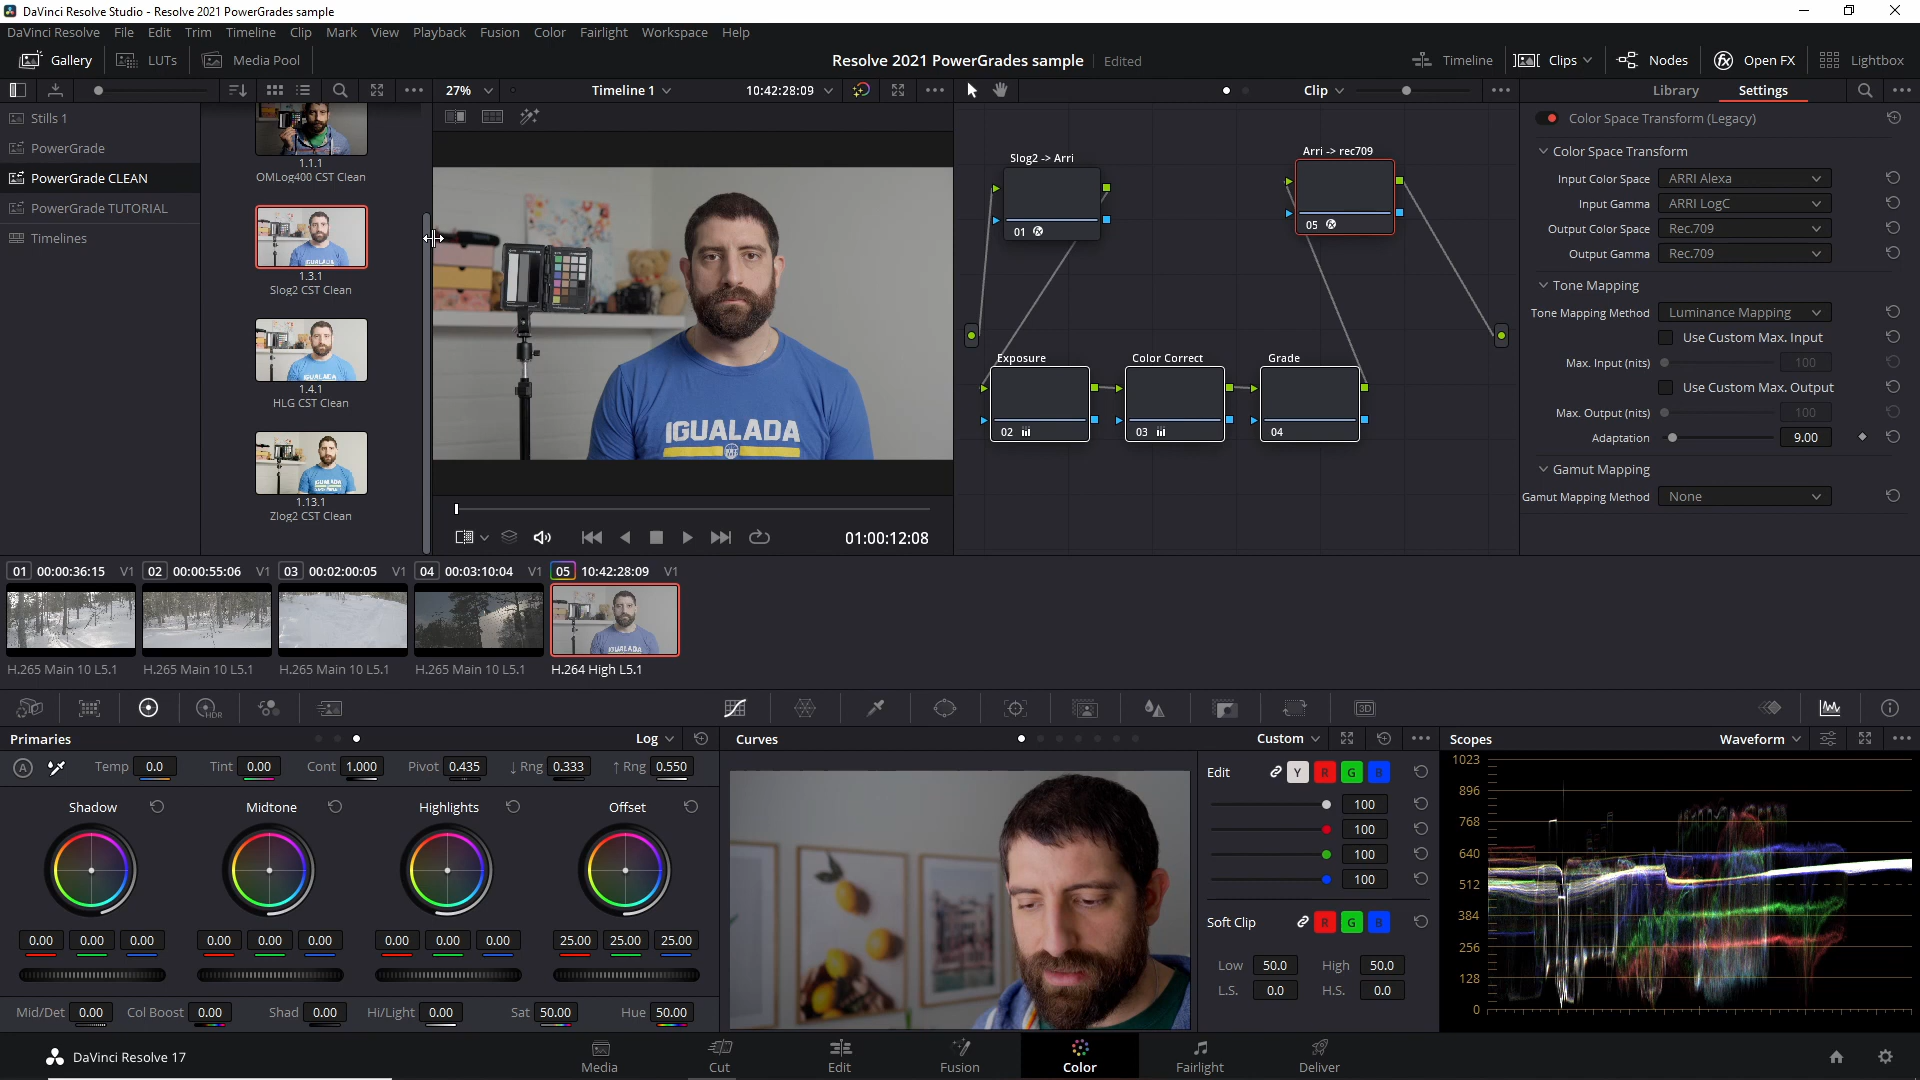 DaVinci Resolve Studio - Resolve 2021 PowerGrades sample
DaVinci Resolve File Edit Trim Timeline Clip Mark View Playback Fusion Color Fairlight Workspace Help
Gallery LUTs Media Pool Resolve 2021 PowerGrades sample Edited Timeline Clips Nodes Open FX Lightbox
27% Timeline 1 10:42:28:09 Clip Library Settings
Stills 1
PowerGrade
PowerGrade CLEAN
PowerGrade TUTORIAL
Timelines
1.1.1
OMLog400 CST Clean
1.3.1
Slog2 CST Clean
1.4.1
HLG CST Clean
1.13.1
Zlog2 CST Clean
IGUALADA
01:00:12:08
Slog2 -> Arri
01
Arri -> rec709
05
Exposure
02
Color Correct
03
Grade
04
Color Space Transform (Legacy)
Color Space Transform
Input Color Space ARRI Alexa
Input Gamma ARRI LogC
Output Color Space Rec.709
Output Gamma Rec.709
Tone Mapping
Tone Mapping Method Luminance Mapping
Use Custom Max. Input
Max. Input (nits) 100
Use Custom Max. Output
Max. Output (nits) 100
Adaptation 9.00
Gamut Mapping
Gamut Mapping Method None
01 00:00:36:15 V1 02 00:00:55:06 V1 03 00:02:00:05 V1 04 00:03:10:04 V1 05 10:42:28:09 V1
H.265 Main 10 L5.1 H.265 Main 10 L5.1 H.265 Main 10 L5.1 H.265 Main 10 L5.1 H.264 High L5.1
HDR
3D
Primaries Log
A Temp 0.0 Tint 0.00 Cont 1.000 Pivot 0.435 ↓ Rng 0.333 ↑ Rng 0.550
Shadow Midtone Highlights Offset
0.00 0.00 0.00 0.00 0.00 0.00 0.00 0.00 0.00 25.00 25.00 25.00
Mid/Det 0.00 Col Boost 0.00 Shad 0.00 Hi/Light 0.00 Sat 50.00 Hue 50.00
Curves Custom
Edit Y R G B
100
100
100
100
Soft Clip R G B
Low 50.0 High 50.0
L.S. 0.0 H.S. 0.0
Scopes Waveform
1023
896
768
640
512
384
256
128
0
DaVinci Resolve 17 Media Cut Edit Fusion Color Fairlight Deliver